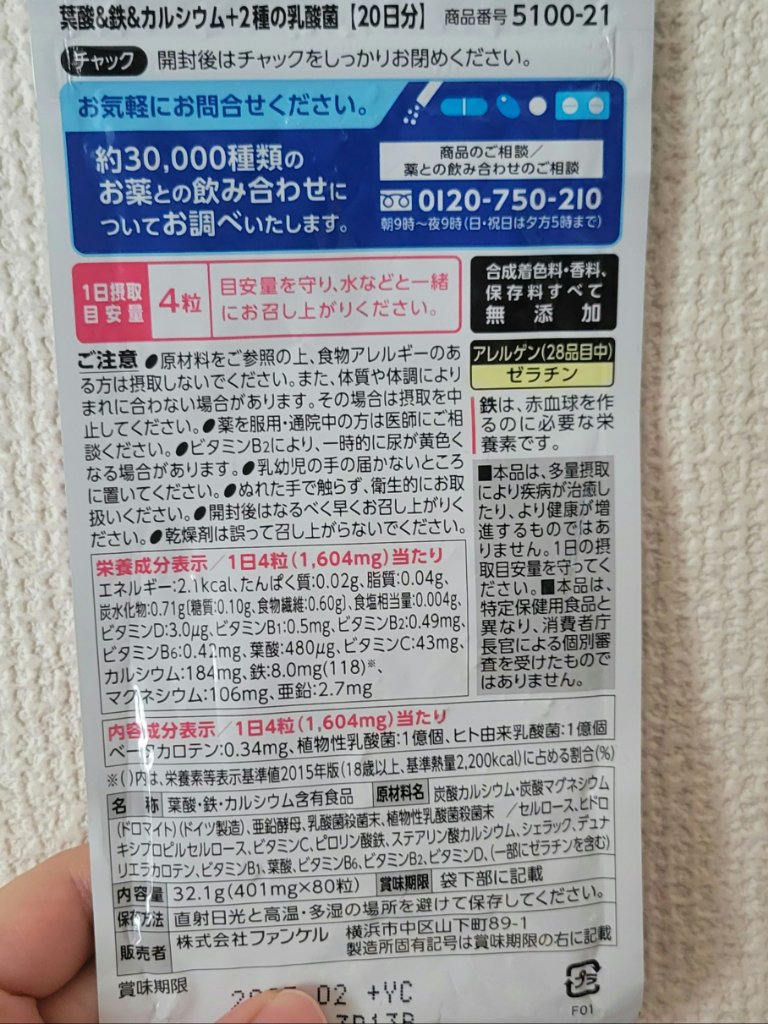 葉酸&鉄&カルシウム+2種の乳酸菌【20日分】 商品番号 5100-21
チャック 開封後はチャックをしっかりお閉めください。
お気軽にお問合せください。
約30,000種類の
お薬との飲み合わせに
ついてお調べいたします。
商品のご相談/
薬との飲み合わせのご相談
0120-750-210
朝9時~夜9時(日・祝日は夕方5時まで)
1日摂取
目安量
4粒
目安量を守り、水などと一緒
にお召し上がりください。
合成着色料・香料、
保存料すべて
無添加
ご注意 ●原材料をご参照の上、食物アレルギーのあ
る方は摂取しないでください。また、体質や体調により
まれに合わない場合があります。その場合は摂取を中
止してください。●薬を服用・通院中の方は医師にご相
談ください。●ビタミンB2により、一時的に尿が黄色く
なる場合があります。●乳幼児の手の届かないところ
に置いてください。●ぬれた手で触らず、衛生的にお取
扱いください。●開封後はなるべく早くお召し上がりく
ださい。●乾燥剤は誤って召し上がらないでください。
アレルゲン(28品目中)
ゼラチン
鉄は、赤血球を作
るのに必要な栄
養素です。
■本品は、多量摂取
により疾病が治癒し
たり、より健康が増
進するものではあ
りません。1日の摂
取目安量を守ってく
ださい。■本品は、
特定保健用食品と
異なり、消費者庁
長官による個別審
査を受けたもので
はありません。
栄養成分表示/1日4粒(1,604mg)当たり
エネルギー:2.1kcal、たんぱく質:0.02g、脂質:0.04g、
炭水化物:0.71g〔糖質:0.10g、食物繊維:0.60g〕、食塩相当量:0.004g、
ビタミンD:3.0μg、ビタミンB1:0.5mg、ビタミンB2:0.49mg、
ビタミンB6:0.42mg、葉酸:480μg、ビタミンC:43mg、
カルシウム:184mg、鉄:8.0mg(118)※、
マグネシウム:106mg、亜鉛:2.7mg
内容成分表示/1日4粒(1,604mg)当たり
ベータカロテン:0.34mg、植物性乳酸菌:1億個、ヒト由来乳酸菌:1億個
※( )内は、栄養素等表示基準値2015年版(18歳以上、基準熱量2,200kcal)に占める割合(%)
名 称 葉酸・鉄・カルシウム含有食品 原材料名 炭酸カルシウム・炭酸マグネシウム
(ドロマイト)(ドイツ製造)、亜鉛酵母、乳酸菌殺菌末、植物性乳酸菌殺菌末 /セルロース、ヒドロ
キシプロピルセルロース、ビタミンC、ピロリン酸鉄、ステアリン酸カルシウム、シェラック、デュナ
リエラカロテン、ビタミンB1、葉酸、ビタミンB6、ビタミンB2、ビタミンD、(一部にゼラチンを含む)
内容量 32.1g(401mg×80粒) 賞味期限 袋下部に記載
保存方法 直射日光と高温・多湿の場所を避けて保存してください。
販売者 株式会社ファンケル 横浜市中区山下町89-1
製造所固有記号は賞味期限の右に記載
賞味期限
02 +YC
プラ
F01